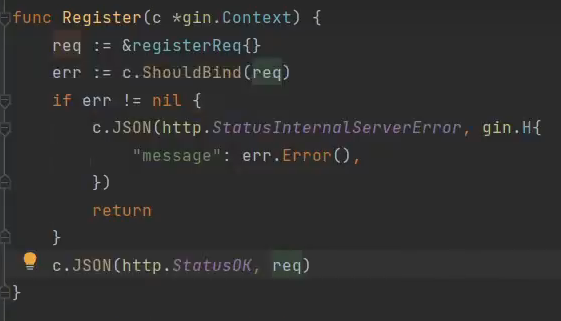 func Register(c *gin.Context) {
    req := &registerReq{}
    err := c.ShouldBind(req)
    if err != nil {
        c.JSON(http.StatusInternalServerError, gin.H{
            "message": err.Error(),
        })
        return
    }
    c.JSON(http.StatusOK, req)
}